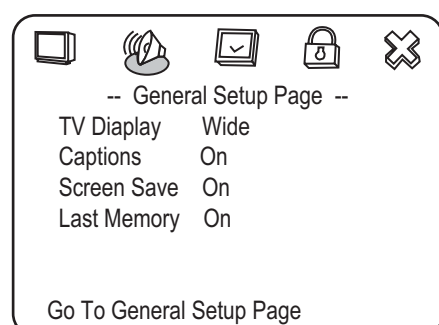 -- General Setup Page --
TV Diaplay Wide
Captions On
Screen Save On
Last Memory On
Go To General Setup Page